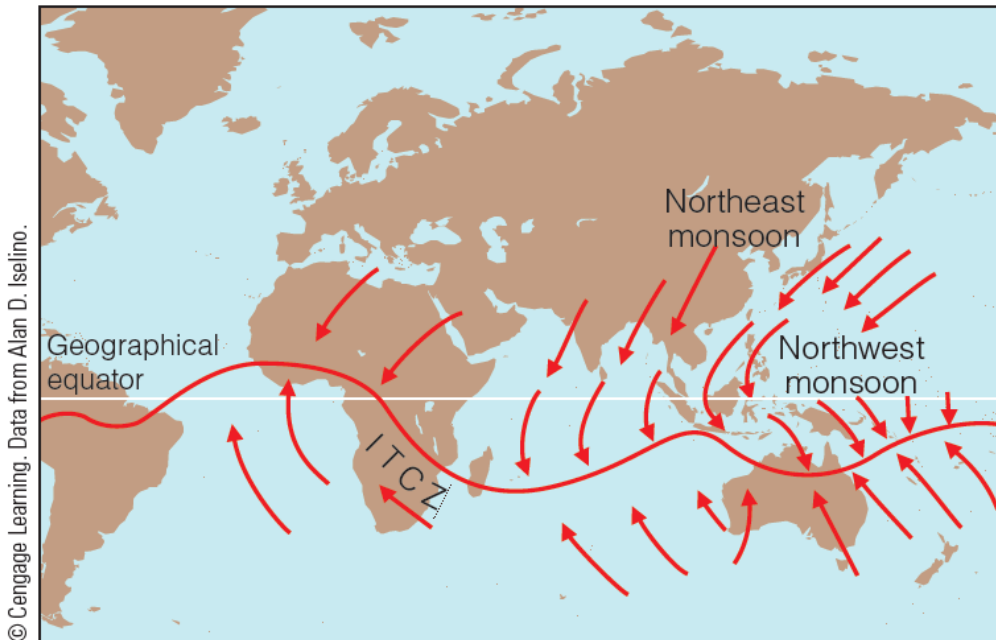 Northeast
monsoon
Geographical
equator
Northwest
monsoon
ITCZ
© Cengage Learning. Data from Alan D. Iselino.